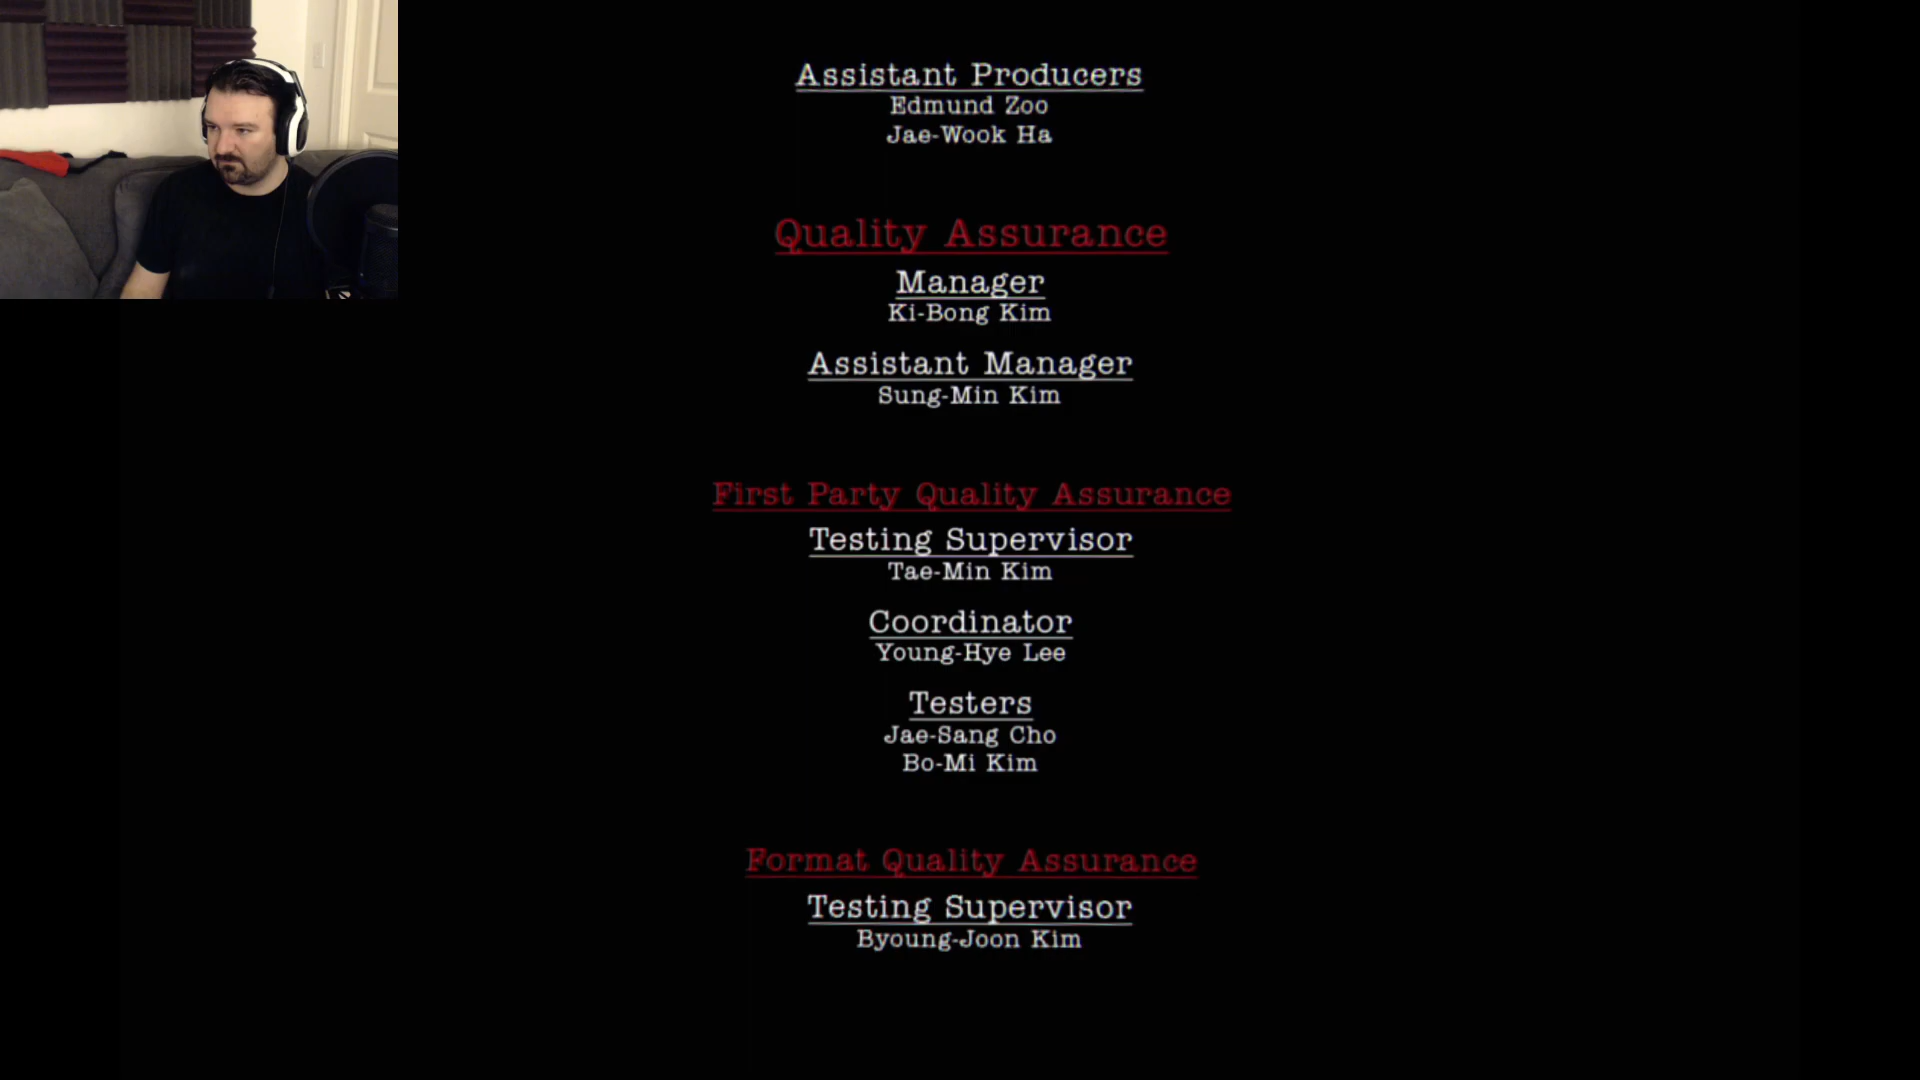 Assistant Producers
Edmund Zoo
Jae-Wook Ha
Quality Assurance
Manager
Ki-Bong Kim
Assistant Manager
Sung-Min Kim
First Party Quality Assurance
Testing Supervisor
Tae-Min Kim
Coordinator
Young-Hye Lee
Testers
Jae-Sang Cho
Bo-Mi Kim
Format Quality Assurance
Testing Supervisor
Byoung-Joon Kim